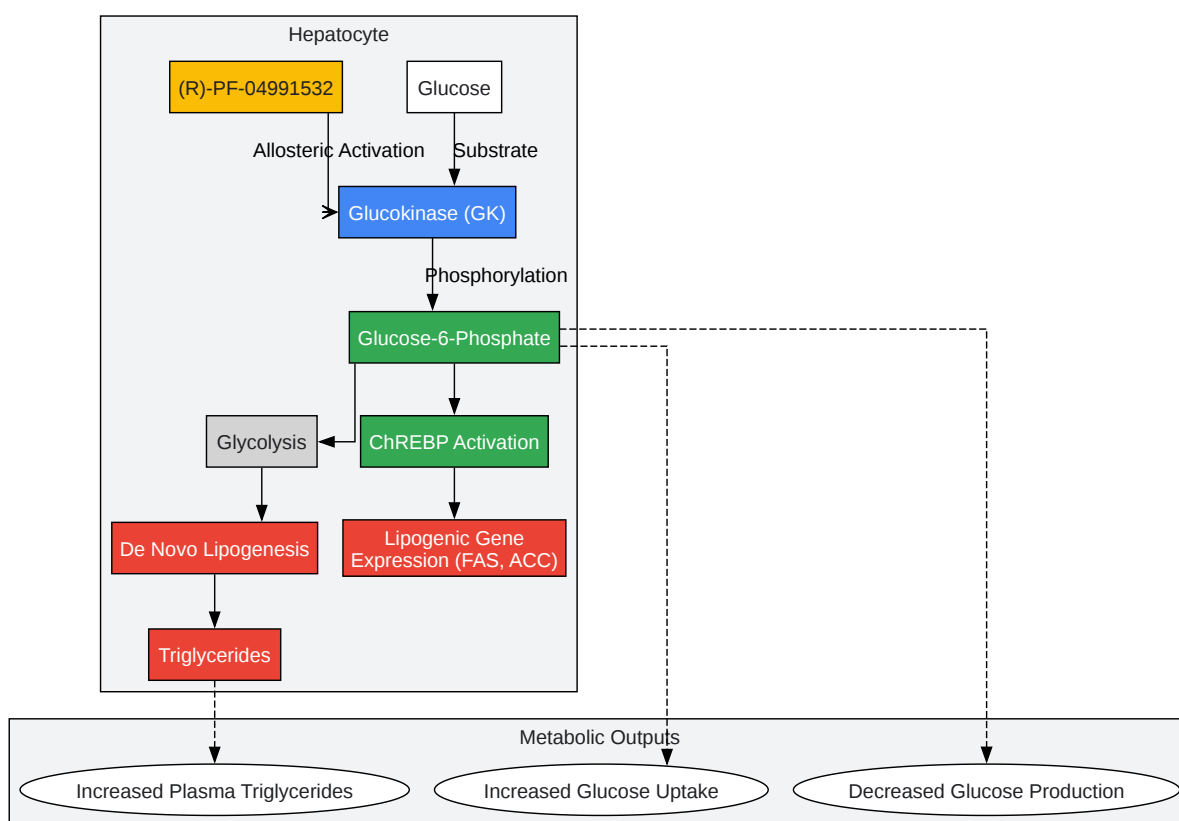 Hepatocyte
(R)-PF-04991532
Glucose
Allosteric Activation
Substrate
Glucokinase (GK)
Phosphorylation
Glucose-6-Phosphate
Glycolysis
ChREBP Activation
De Novo Lipogenesis
Lipogenic Gene
Expression (FAS, ACC)
Triglycerides
Metabolic Outputs
Increased Plasma Triglycerides
Increased Glucose Uptake
Decreased Glucose Production